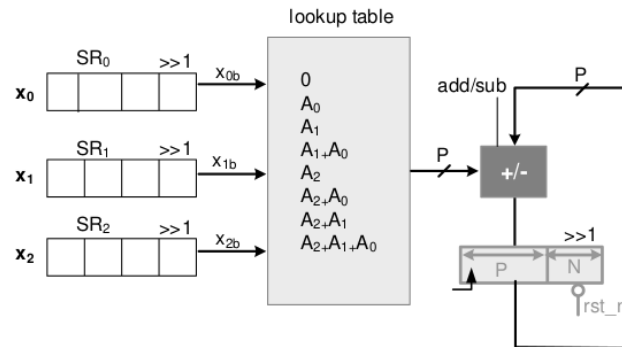 lookup table
SR0 >>1
x0
x0b
0
A0
A1
A1+A0
A2
A2+A0
A2+A1
A2+A1+A0
P
add/sub
+/-
P
SR1 >>1
x1
x1b
SR2 >>1
x2
x2b
>>1
P
N